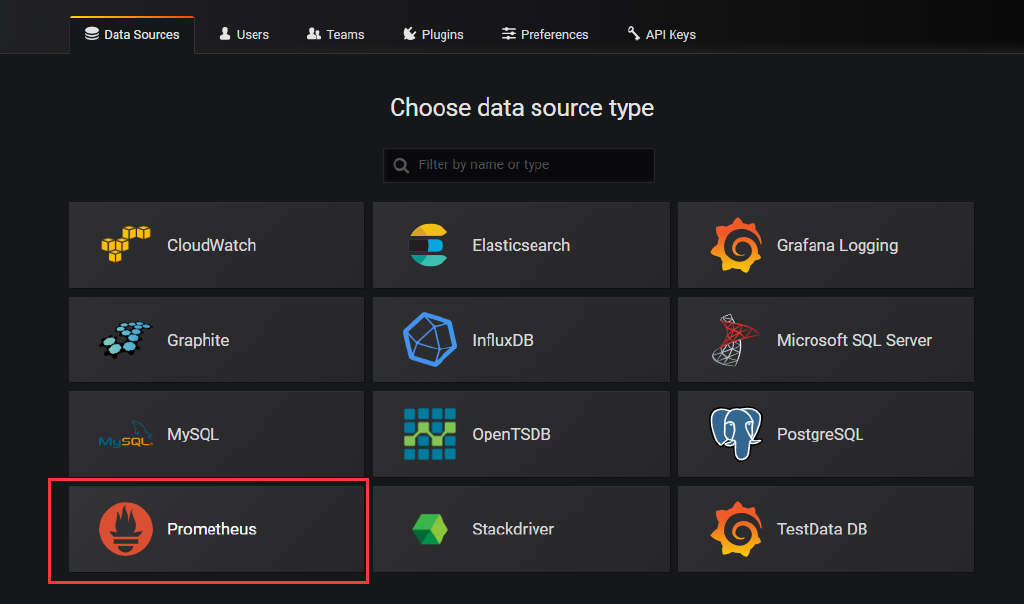 Data Sources Users Teams Plugins Preferences API Keys
Choose data source type
Filter by name or type
CloudWatch Elasticsearch Grafana Logging
Graphite InfluxDB Microsoft SQL Server
MySQL MySQL OpenTSDB PostgreSQL
Prometheus Stackdriver TestData DB